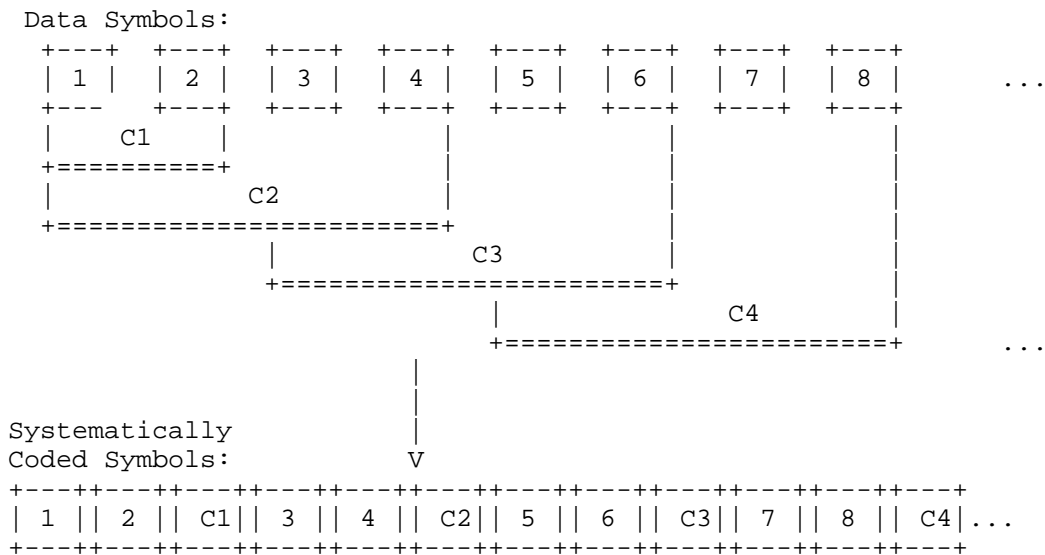 Data Symbols:
+---+  +---+  +---+  +---+  +---+  +---+  +---+  +---+
| 1 |  | 2 |  | 3 |  | 4 |  | 5 |  | 6 |  | 7 |  | 8 |      ...
+---   +---+  +---+  +---+  +---+  +---+  +---+  +---+
|    C1    |             |             |             |
+==========+             |             |             |
|            C2          |             |             |
+========================+             |             |
              |            C3          |             |
              +========================+             |
                            |             C4         |
                            +========================+      ...
|
|
Systematically |
Coded Symbols: V
+---++---++---++---++---++---++---++---++---++---++---++---+
| 1 || 2 || C1|| 3 || 4 || C2|| 5 || 6 || C3|| 7 || 8 || C4|...
+---++---++---++---++---++---++---++---++---++---++---++---+